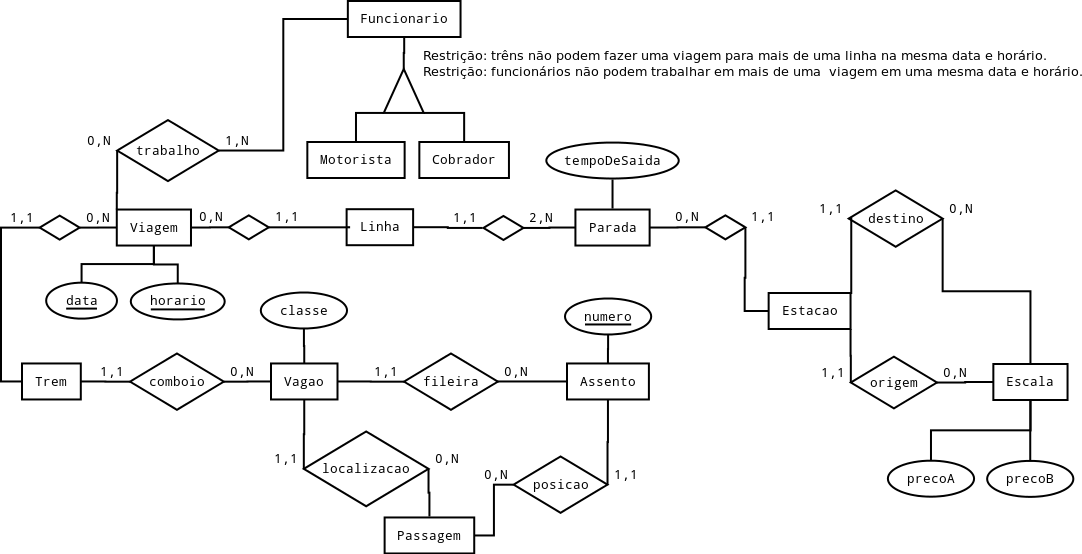 Funcionario
Restrição: trêns não podem fazer uma viagem para mais de uma linha na mesma data e horário.
Restrição: funcionários não podem trabalhar em mais de uma  viagem em uma mesma data e horário.
0,N
trabalho
1,N
Motorista
Cobrador
tempoDeSaida
1,1
0,N
Viagem
0,N
1,1
Linha
1,1
2,N
Parada
0,N
1,1
1,1
destino
0,N
data
horario
classe
numero
Estacao
Trem
1,1
comboio
0,N
Vagao
1,1
fileira
0,N
Assento
1,1
origem
0,N
Escala
1,1
localizacao
0,N
0,N
posicao
1,1
precoA
precoB
Passagem